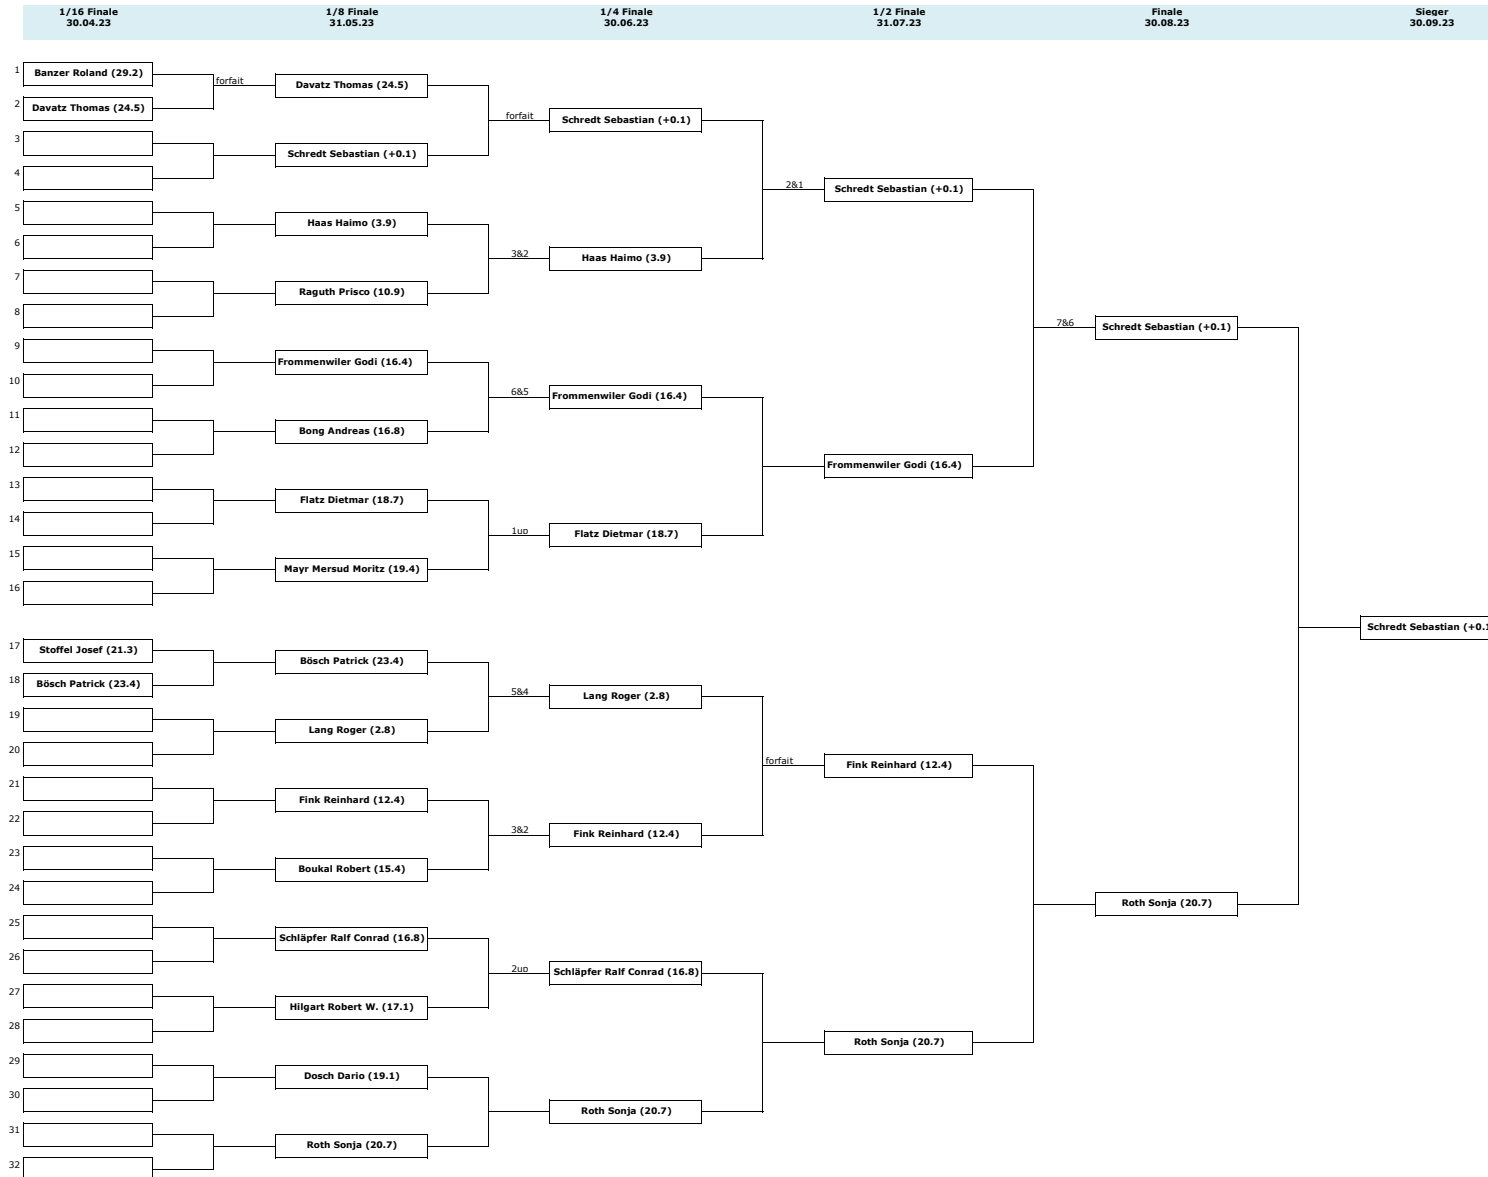 1/16 Finale
30.04.23
1/8 Finale
31.05.23
1/4 Finale
30.06.23
1/2 Finale
31.07.23
Finale
30.08.23
Sieger
30.09.23
1
Banzer Roland (29.2)
forfait
Davatz Thomas (24.5)
2
Davatz Thomas (24.5)
forfait
Schredt Sebastian (+0.1)
3
Schredt Sebastian (+0.1)
4
2&1
Schredt Sebastian (+0.1)
5
Haas Haimo (3.9)
6
3&2
Haas Haimo (3.9)
7
Raguth Prisco (10.9)
8
7&6
Schredt Sebastian (+0.1)
9
Frommenwiler Godi (16.4)
10
6&5
Frommenwiler Godi (16.4)
11
Bong Andreas (16.8)
12
Frommenwiler Godi (16.4)
13
Flatz Dietmar (18.7)
14
1up
Flatz Dietmar (18.7)
15
Mayr Mersud Moritz (19.4)
16
Schredt Sebastian (+0.1
17
Stoffel Josef (21.3)
Bösch Patrick (23.4)
18
Bösch Patrick (23.4)
5&4
Lang Roger (2.8)
19
Lang Roger (2.8)
20
forfait
Fink Reinhard (12.4)
21
Fink Reinhard (12.4)
22
3&2
Fink Reinhard (12.4)
23
Boukal Robert (15.4)
24
Roth Sonja (20.7)
25
Schläpfer Ralf Conrad (16.8)
26
2up
Schläpfer Ralf Conrad (16.8)
27
Hilgart Robert W. (17.1)
28
Roth Sonja (20.7)
29
Dosch Dario (19.1)
30
Roth Sonja (20.7)
31
Roth Sonja (20.7)
32